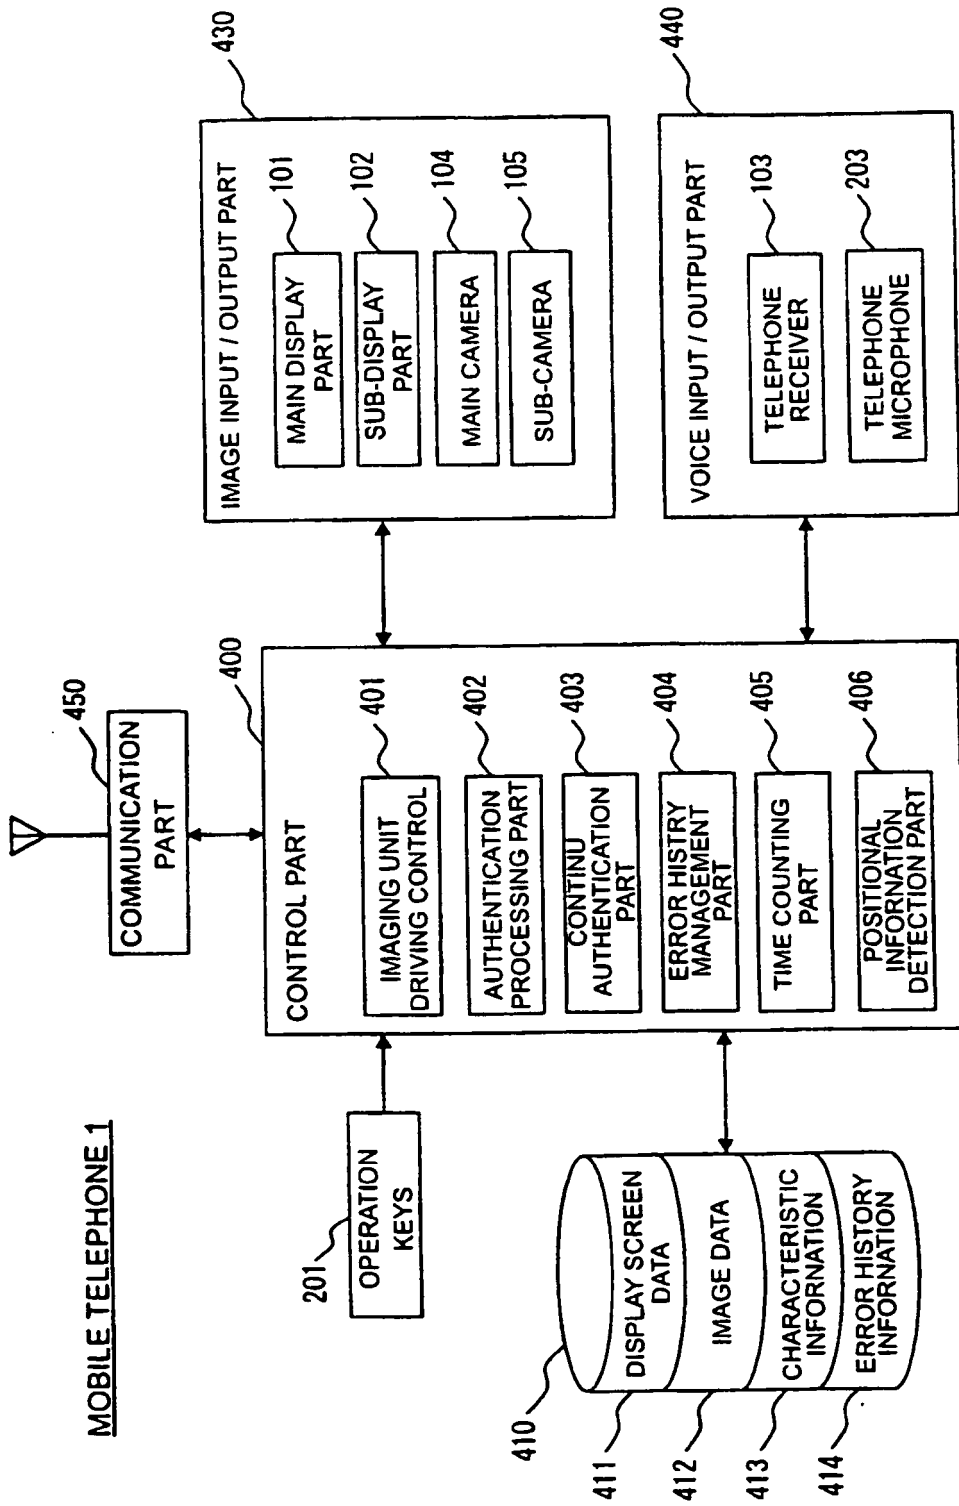 MOBILE TELEPHONE 1
450
COMMUNICATION
PART
201
OPERATION
KEYS
400
CONTROL PART
IMAGING UNIT
DRIVING CONTROL
401
AUTHENTICATION
PROCESSING PART
402
CONTINU
AUTHENTICATION
PART
403
ERROR HISTRY
MANAGEMENT
PART
404
TIME COUNTING
PART
405
POSITIONAL
INFORNATION
DETECTION PART
406
410
411
DISPLAY SCREEN
DATA
412
IMAGE DATA
413
CHARACTERISTIC
INFORNATION
414
ERROR HISTORY
INFORNATION
430
IMAGE INPUT / OUTPUT PART
MAIN DISPLAY
PART
101
SUB-DISPLAY
PART
102
MAIN CAMERA
104
SUB-CAMERA
105
440
VOICE INPUT / OUTPUT PART
TELEPHONE
RECEIVER
103
TELEPHONE
MICROPHONE
203